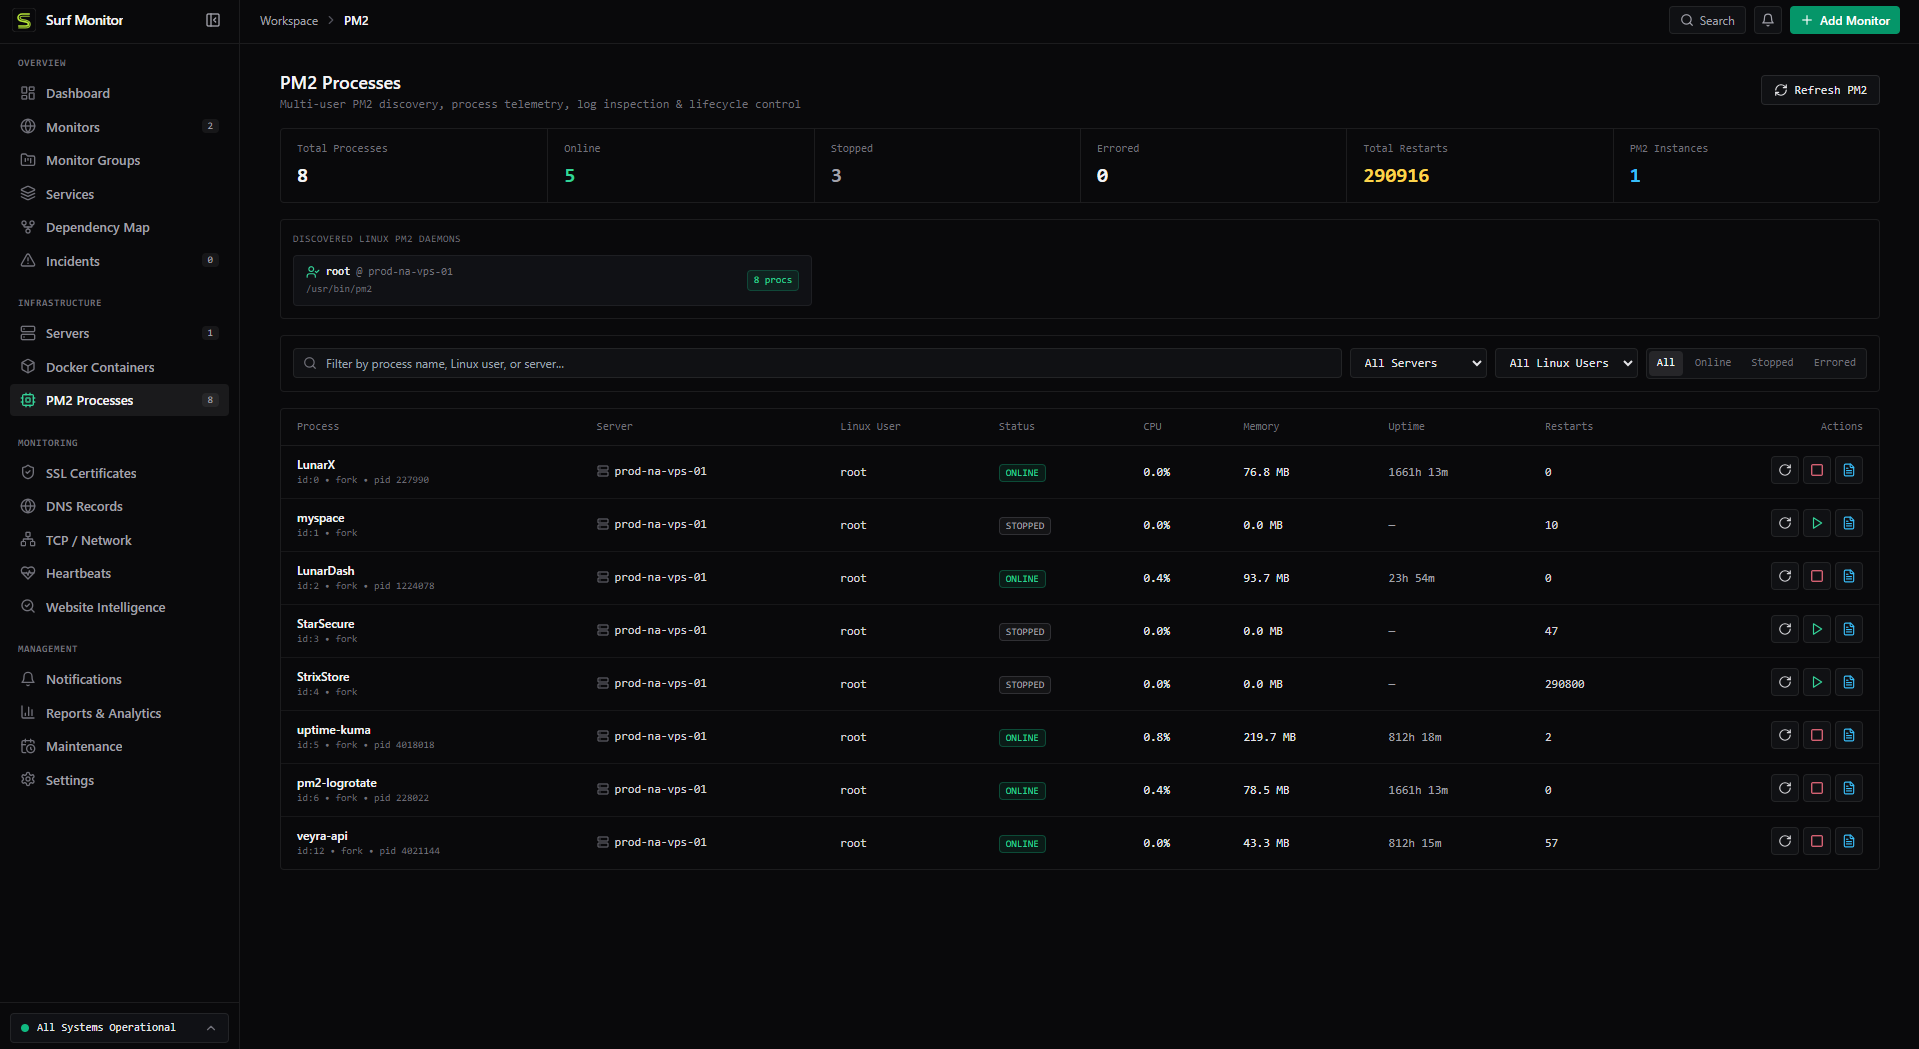 Surf Monitor
Workspace > PM2
Search
Add Monitor
OVERVIEW
Dashboard
Monitors 2
Monitor Groups
Services
Dependency Map
Incidents 0
INFRASTRUCTURE
Servers 1
Docker Containers
PM2 Processes 8
MONITORING
SSL Certificates
DNS Records
TCP / Network
Heartbeats
Website Intelligence
MANAGEMENT
Notifications
Reports & Analytics
Maintenance
Settings
All Systems Operational
PM2 Processes
Multi-user PM2 discovery, process telemetry, log inspection & lifecycle control
Refresh PM2
Total Processes Online Stopped Errored Total Restarts PM2 Instances
8 5 3 0 290916 1
DISCOVERED LINUX PM2 DAEMONS
root @ prod-na-vps-01
/usr/bin/pm2
8 procs
Filter by process name, Linux user, or server...
All Servers
All Linux Users
All Online Stopped Errored
Process Server Linux User Status CPU Memory Uptime Restarts Actions
LunarX prod-na-vps-01 root ONLINE 0.0% 76.8 MB 1661h 13m 0
id:0 • fork • pid 227990
myspace prod-na-vps-01 root STOPPED 0.0% 0.0 MB — 10
id:1 • fork
LunarDash prod-na-vps-01 root ONLINE 0.4% 93.7 MB 23h 54m 0
id:2 • fork • pid 1224078
StarSecure prod-na-vps-01 root STOPPED 0.0% 0.0 MB — 47
id:3 • fork
StrixStore prod-na-vps-01 root STOPPED 0.0% 0.0 MB — 290800
id:4 • fork
uptime-kuma prod-na-vps-01 root ONLINE 0.8% 219.7 MB 812h 18m 2
id:5 • fork • pid 4018018
pm2-logrotate prod-na-vps-01 root ONLINE 0.4% 78.5 MB 1661h 13m 0
id:6 • fork • pid 228022
veyra-api prod-na-vps-01 root ONLINE 0.0% 43.3 MB 812h 15m 57
id:12 • fork • pid 4021144